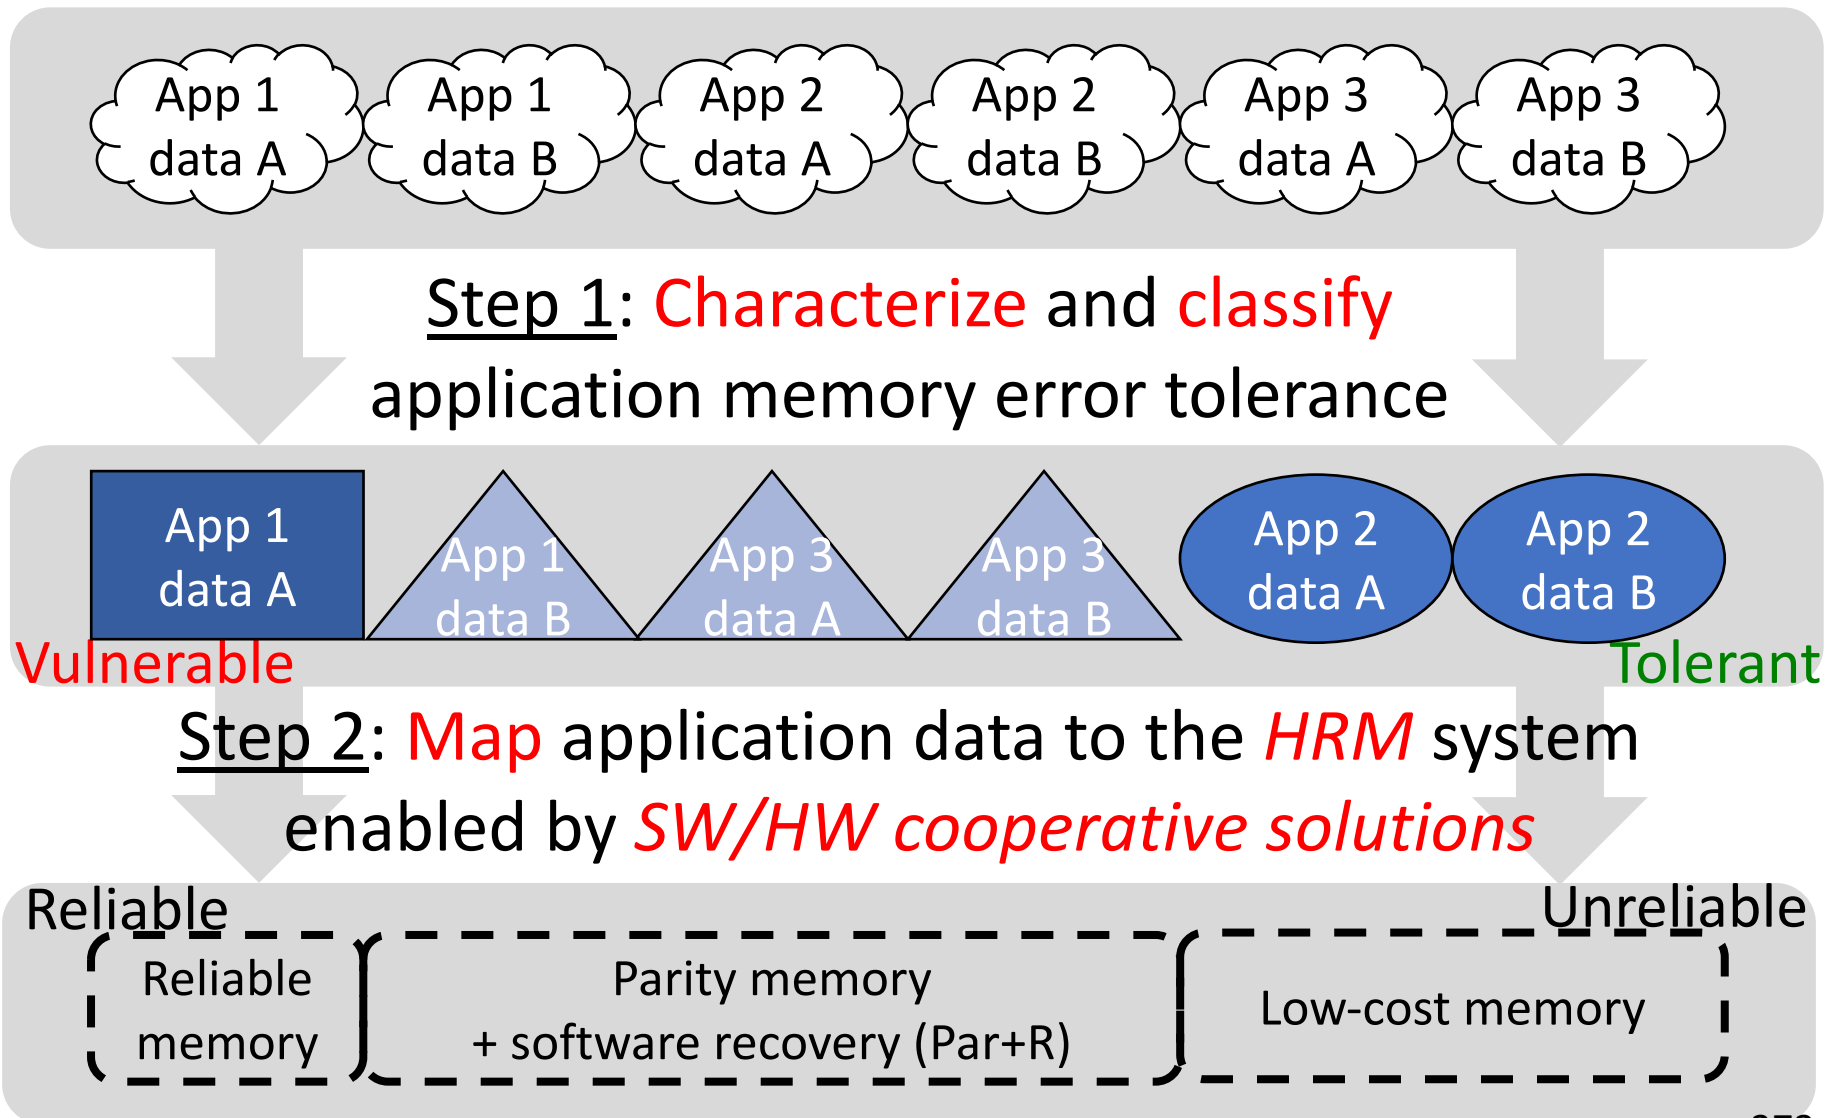 App 1
data A
App 1
data B
App 2
data A
App 2
data B
App 3
data A
App 3
data B
Step 1: Characterize and classify
application memory error tolerance
App 1
data A
App 1
data B
App 3
data A
App 3
data B
App 2
data A
App 2
data B
Vulnerable
Tolerant
Step 2: Map application data to the HRM system
enabled by SW/HW cooperative solutions
Reliable
Unreliable
Reliable
memory
Parity memory
+ software recovery (Par+R)
Low-cost memory